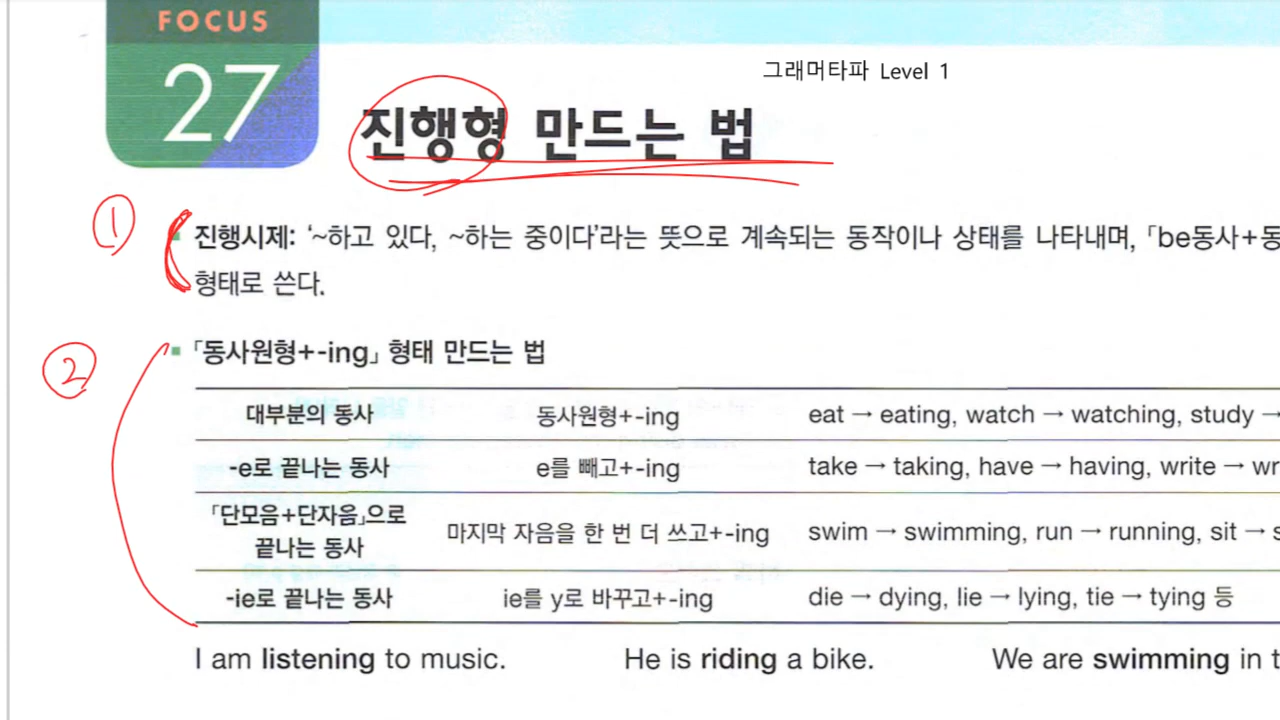 FOCUS
27
그래머타파 Level 1
진행형 만드는 법
①
진행시제: ‘~하고 있다, ~하는 중이다’라는 뜻으로 계속되는 동작이나 상태를 나타내며, 「be동사+동
형태로 쓴다.
②
「동사원형+-ing」 형태 만드는 법
대부분의 동사 동사원형+-ing eat → eating, watch → watching, study →
-e로 끝나는 동사 e를 빼고+-ing take → taking, have → having, write → wr
「단모음+단자음」으로
끝나는 동사 마지막 자음을 한 번 더 쓰고+-ing swim → swimming, run → running, sit → s
-ie로 끝나는 동사 ie를 y로 바꾸고+-ing die → dying, lie → lying, tie → tying 등
I am listening to music. He is riding a bike. We are swimming in t